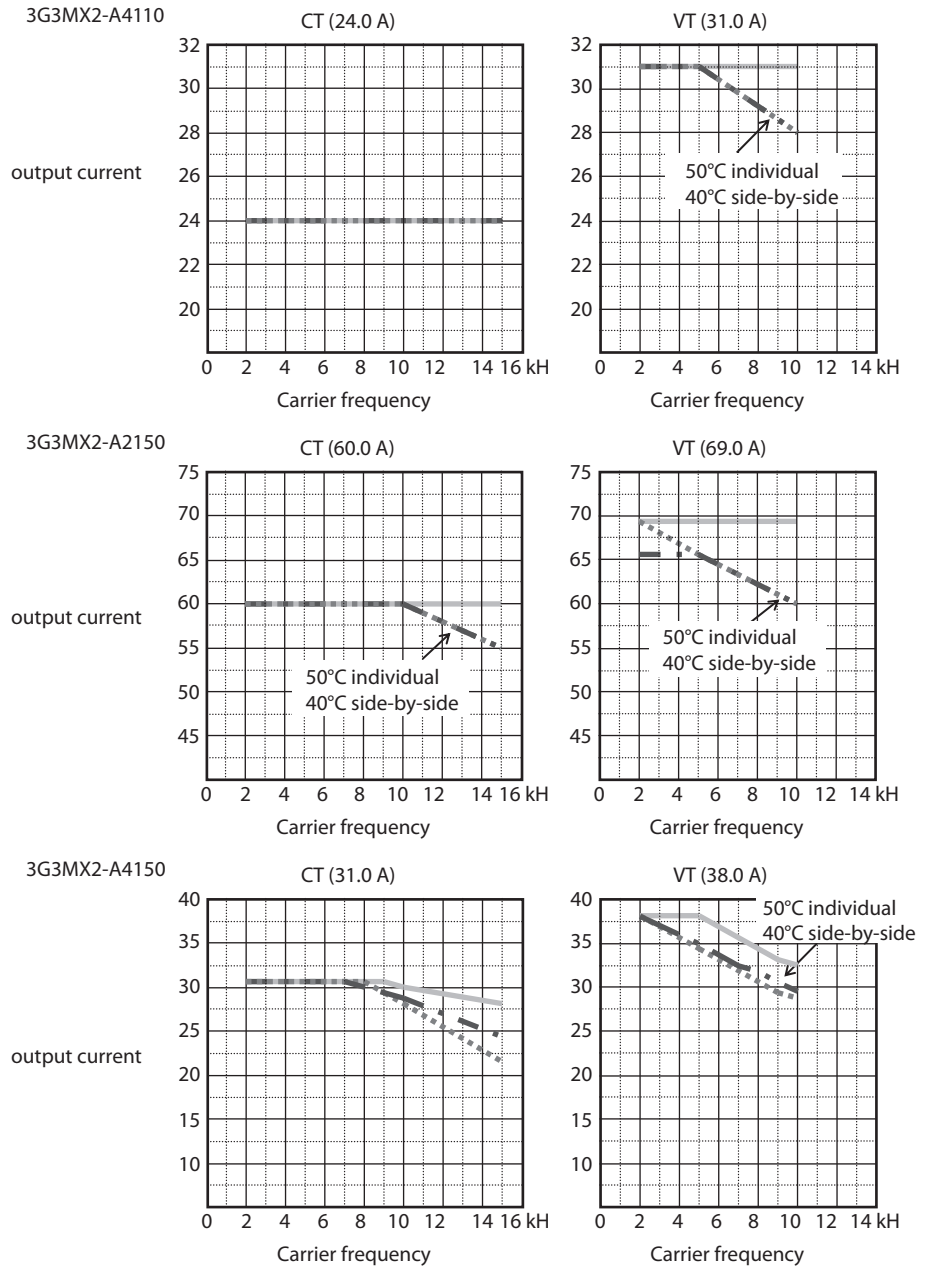 3G3MX2-A4110
CT (24.0 A)
VT (31.0 A)
32
30
28
26
24
22
20
output current
0 2 4 6 8 10 12 14 16 kH
Carrier frequency
32
30
28
26
24
22
20
50°C individual
40°C side-by-side
0 2 4 6 8 10 12 14 kH
Carrier frequency
3G3MX2-A2150
CT (60.0 A)
VT (69.0 A)
75
70
65
60
55
50
45
output current
50°C individual
40°C side-by-side
0 2 4 6 8 10 12 14 16 kH
Carrier frequency
75
70
65
60
55
50
45
50°C individual
40°C side-by-side
0 2 4 6 8 10 12 14 kH
Carrier frequency
3G3MX2-A4150
CT (31.0 A)
VT (38.0 A)
40
35
30
25
20
15
10
output current
0 2 4 6 8 10 12 14 16 kH
Carrier frequency
40
35
30
25
20
15
10
50°C individual
40°C side-by-side
0 2 4 6 8 10 12 14 kH
Carrier frequency